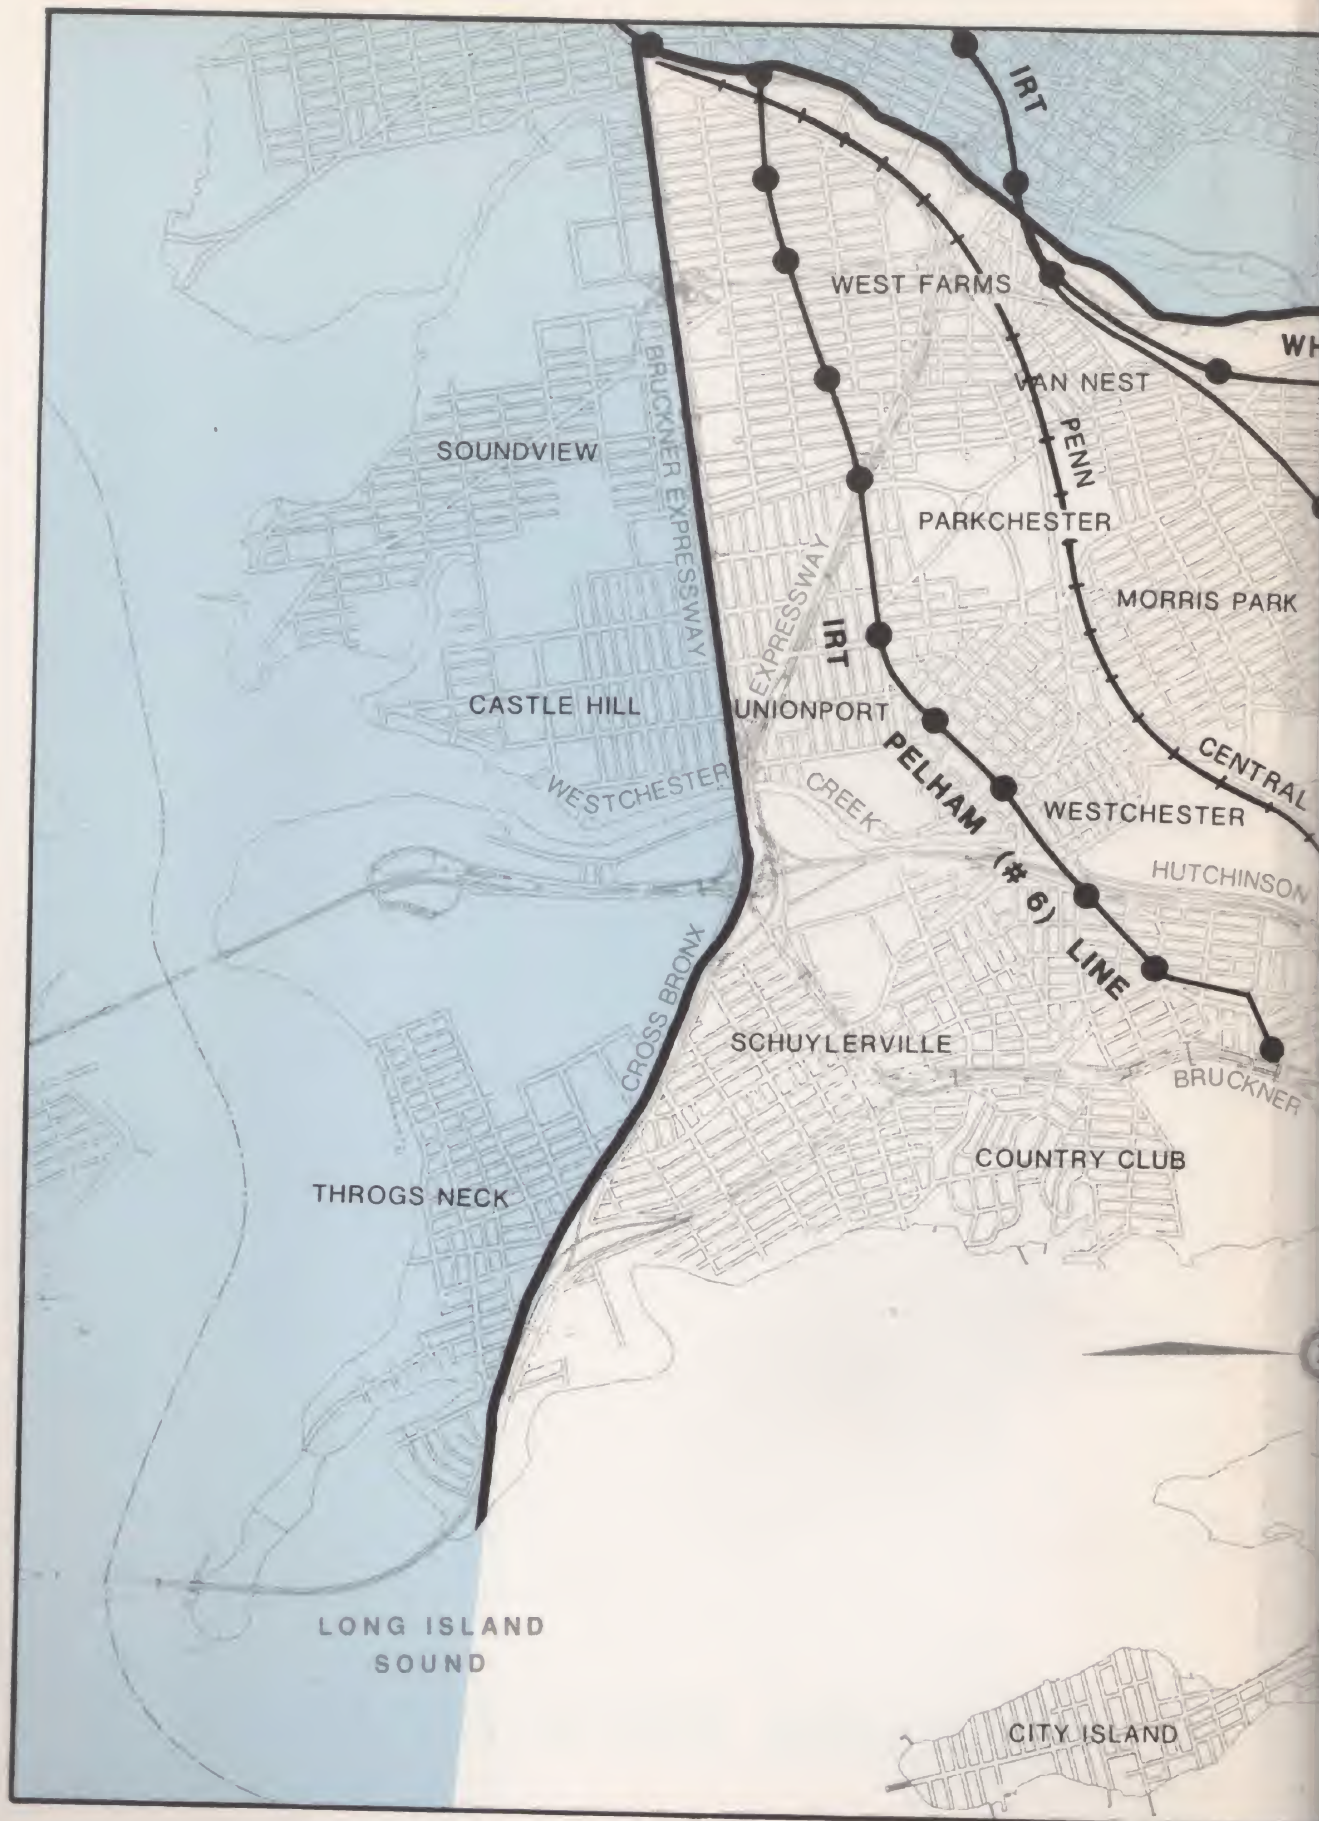 IRT
WEST FARMS
WH
VAN NEST
BRUCKNER EXPRESSWAY
SOUNDVIEW
PENN
PARKCHESTER
EXPRESSWAY
MORRIS PARK
IRT
CASTLE HILL
UNIONPORT
PELHAM (# 6) LINE
CENTRAL
WESTCHESTER
CREEK
WESTCHESTER
HUTCHINSON
CROSS BRONX
SCHUYLERVILLE
BRUCKNER
COUNTRY CLUB
THROGS NECK
LONG ISLAND
SOUND
CITY ISLAND